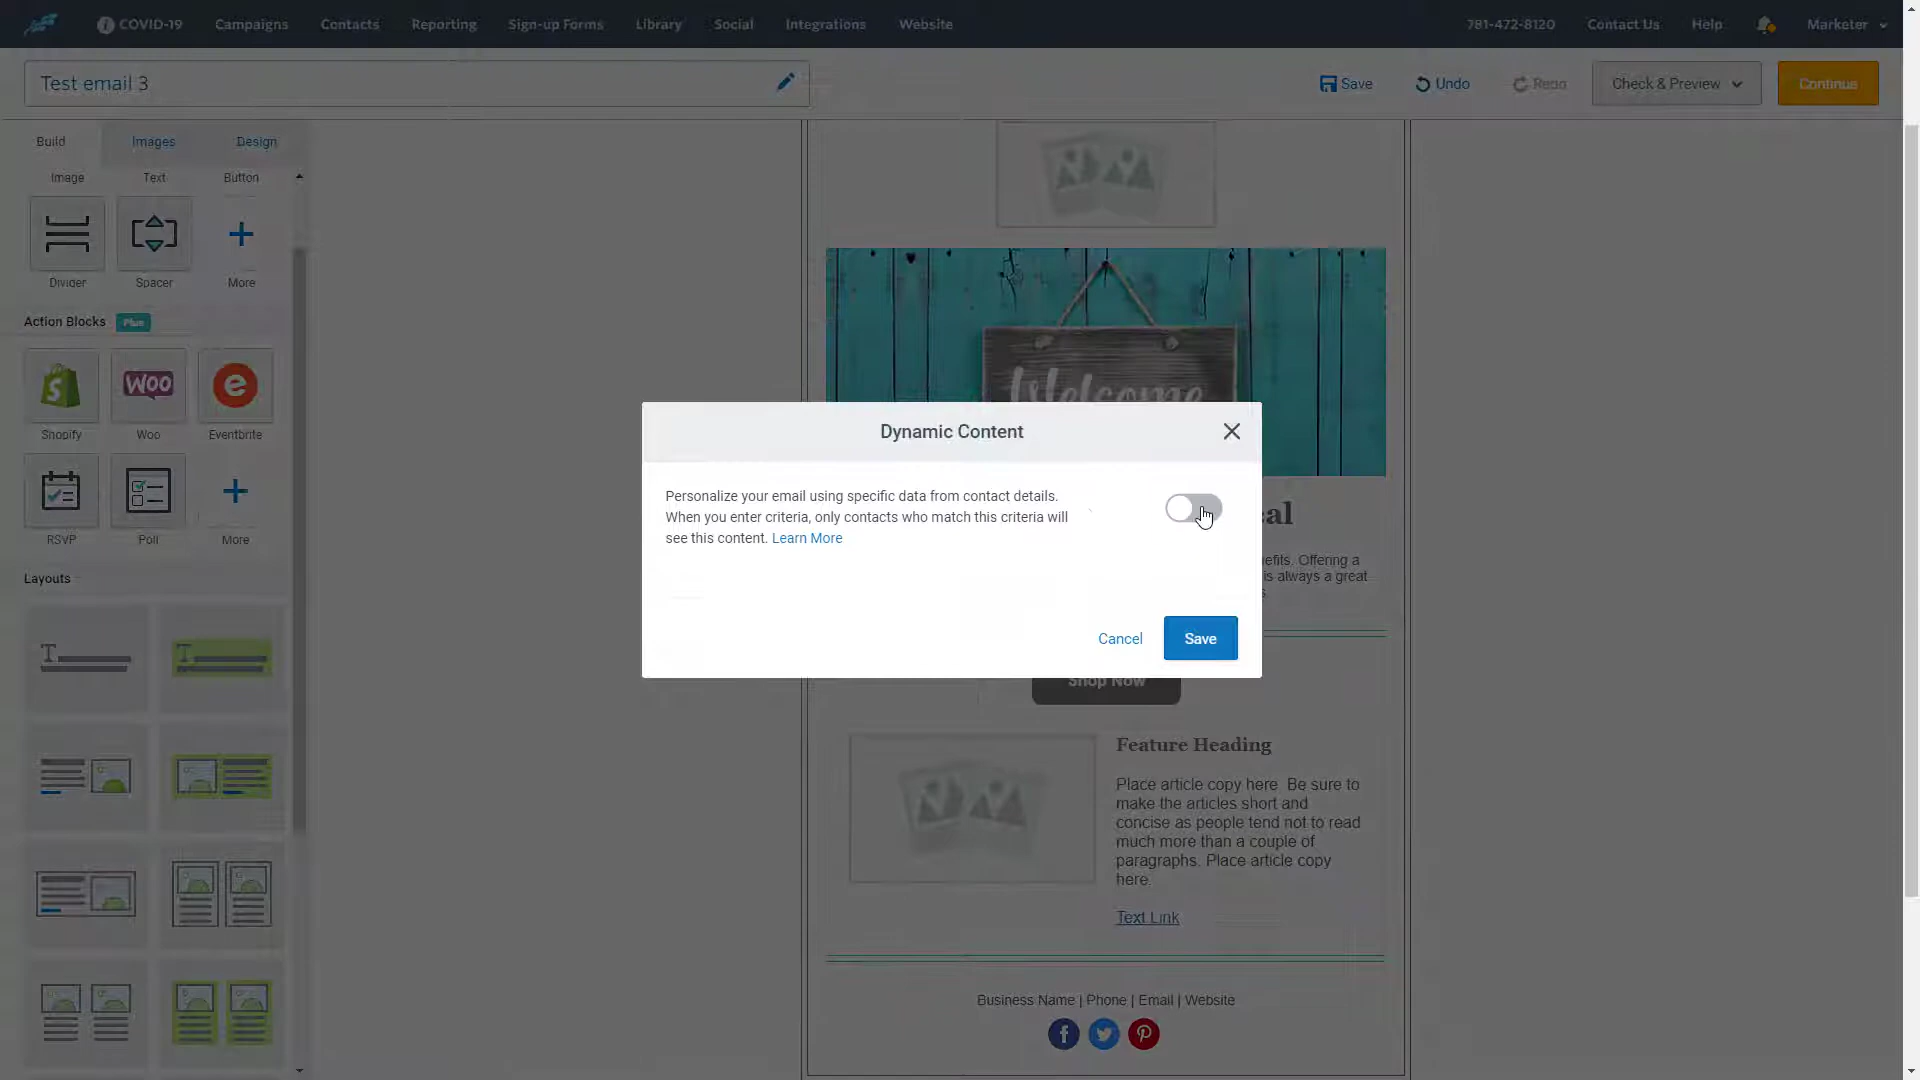 COVID-19 Campaigns Contacts Reporting Sign-up Forms Library Social Integrations Website 781-472-8120 Contact Us Help Marketer
Test email 3
Save Undo Redo Check & Preview Continue
Build Images Design
Image Text Button
Divider Spacer More
Action Blocks Plus
WOO
Shopify Woo Eventbrite
RSVP Poll More
Layouts
Welcome
Dynamic Content
Personalize your email using specific data from contact details.
When you enter criteria, only contacts who match this criteria will
see this content. Learn More
Cancel Save
Offering a
is always a great
Shop Now
Feature Heading
Place article copy here. Be sure to
make the articles short and
concise as people tend not to read
much more than a couple of
paragraphs. Place article copy
here.
Text Link
Business Name | Phone | Email | Website